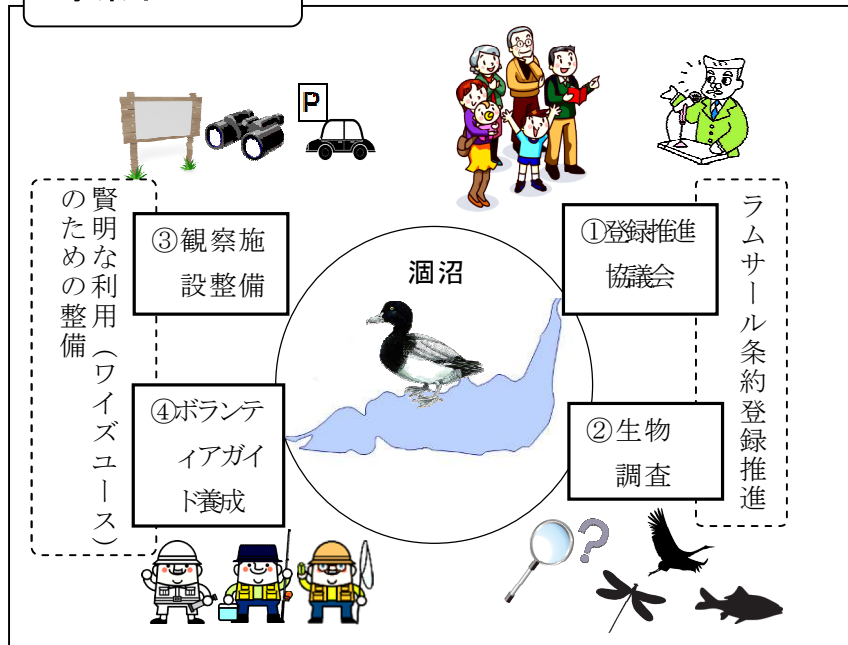 P
賢明な利用（ワイズユース）
のための整備
③観察施
設整備
涸沼
①登録推進
協議会
ラムサール条約登録推進
④ボランテ
ィアガイ
ド養成
②生物
調査
?